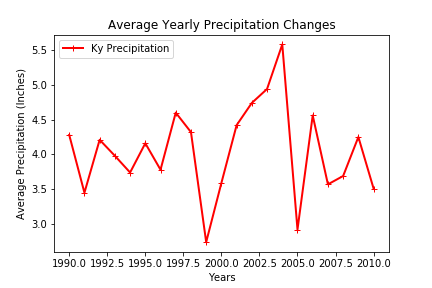 Average Yearly Precipitation Changes
Ky Precipitation
Average Precipitation (Inches)
5.5
5.0
4.5
4.0
3.5
3.0
1990.0 1992.5 1995.0 1997.5 2000.0 2002.5 2005.0 2007.5 2010.0
Years